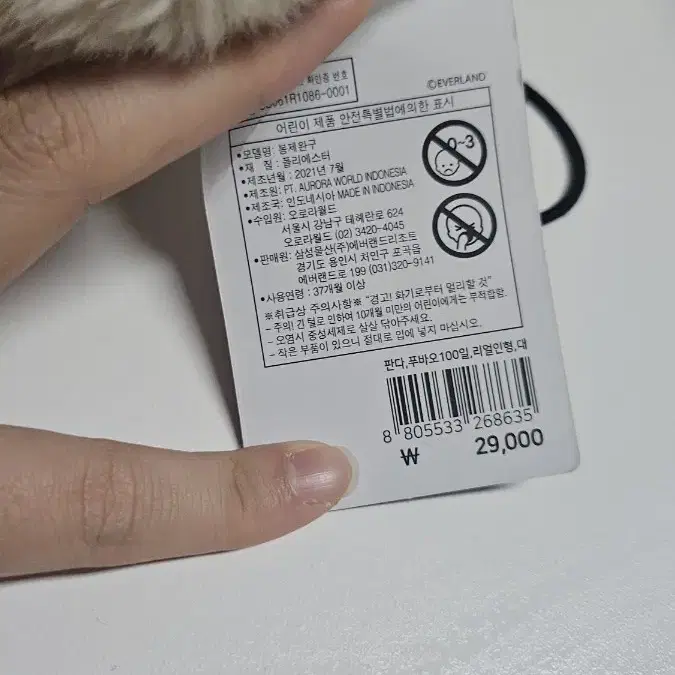 확인증 번호
061R1086-0001
©EVERLAND
어린이 제품 안전특별법에의한 표시
•모델명: 봉제완구
•재 질: 폴리에스터
•제조년월: 2021년 7월
•제조원: PT. AURORA WORLD INDONESIA
•제조국: 인도네시아 MADE IN INDONESIA
•수입원: 오로라월드
서울시 강남구 테헤란로 624
오로라월드 (02) 3420-4045
•판매원: 삼성물산(주)에버랜드리조트
경기도 용인시 처인구 포곡읍
에버랜드로 199 (031)320-9141
•사용연령: 37개월 이상
0~3
※취급상 주의사항※ "경고! 화기로부터 멀리할 것"
- 주의! 긴 털로 인하여 10개월 미만의 어린이에게는 부적합함.
- 오염시 중성세제로 살살 닦아주세요.
- 작은 부품이 있으니 절대로 입에 넣지 마십시오.
판다,푸바오100일,리얼인형,대
8 805533 268635
₩ 29,000